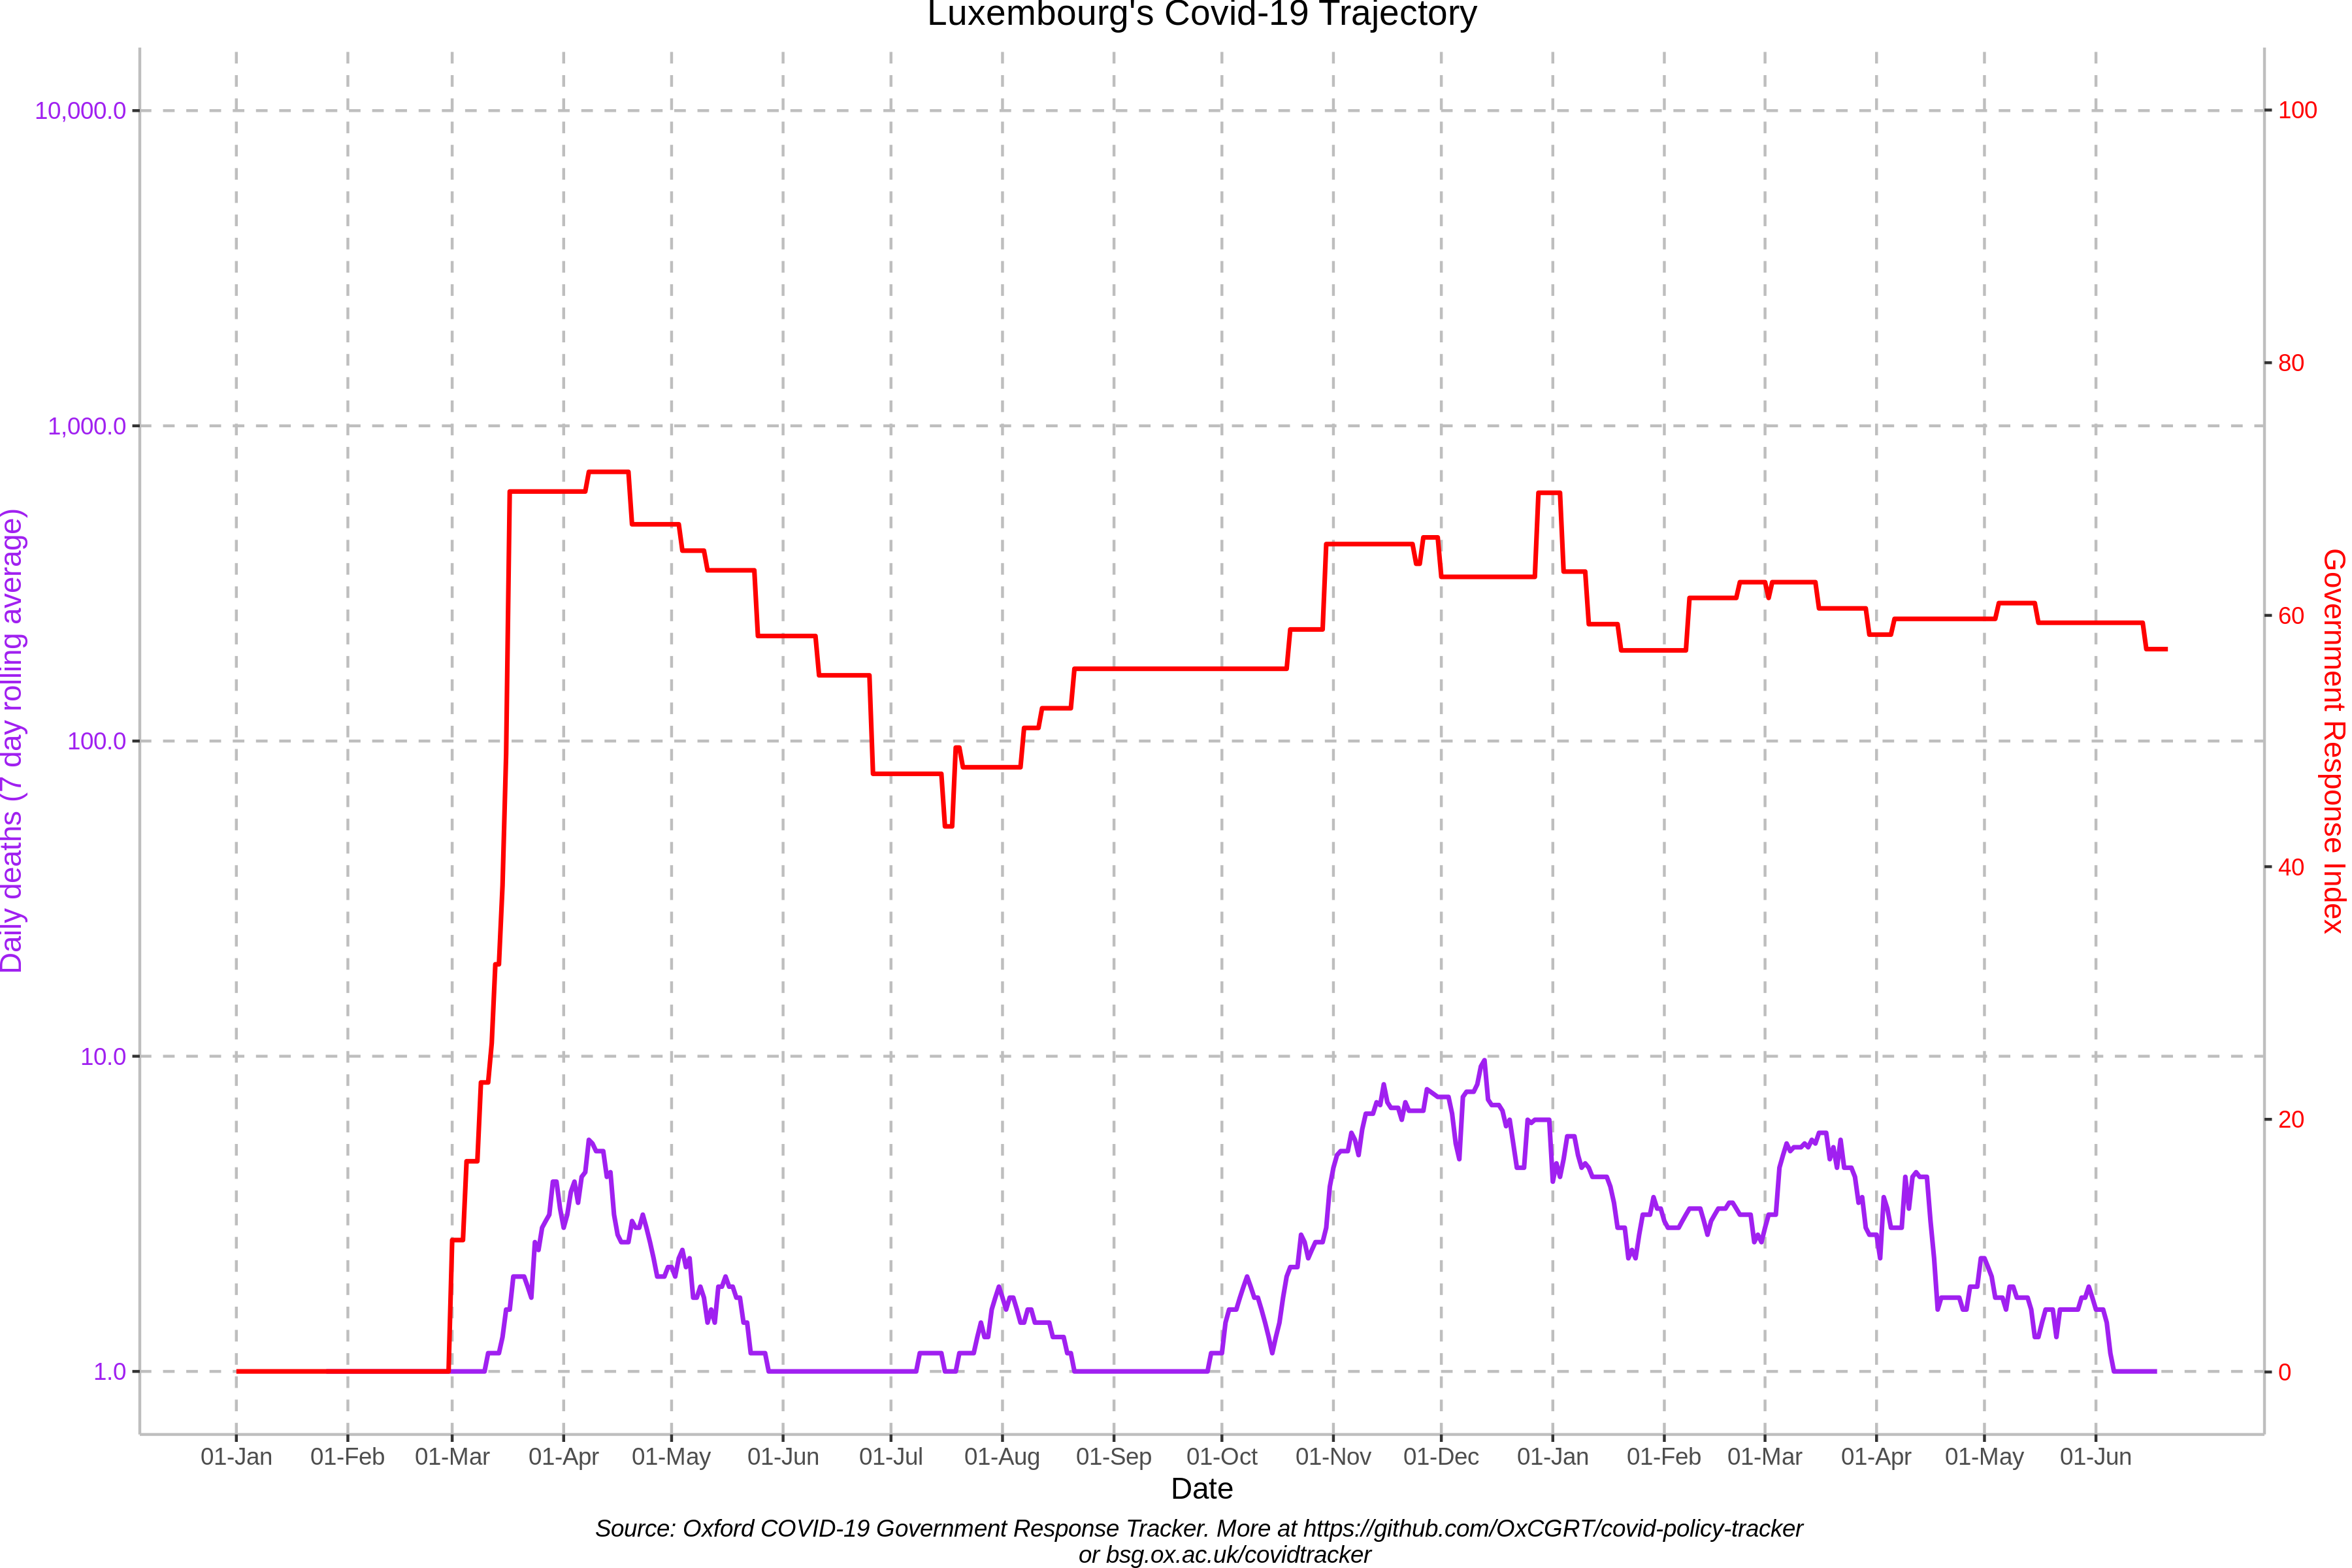 Luxembourg's Covid-19 Trajectory
Daily deaths (7 day rolling average)
10,000.0
1,000.0
100.0
10.0
1.0
100
80
60
40
20
0
Government Response Index
01-Jan 01-Feb 01-Mar 01-Apr 01-May 01-Jun 01-Jul 01-Aug 01-Sep 01-Oct 01-Nov 01-Dec 01-Jan 01-Feb 01-Mar 01-Apr 01-May 01-Jun
Date
Source: Oxford COVID-19 Government Response Tracker. More at https://github.com/OxCGRT/covid-policy-tracker
or bsg.ox.ac.uk/covidtracker